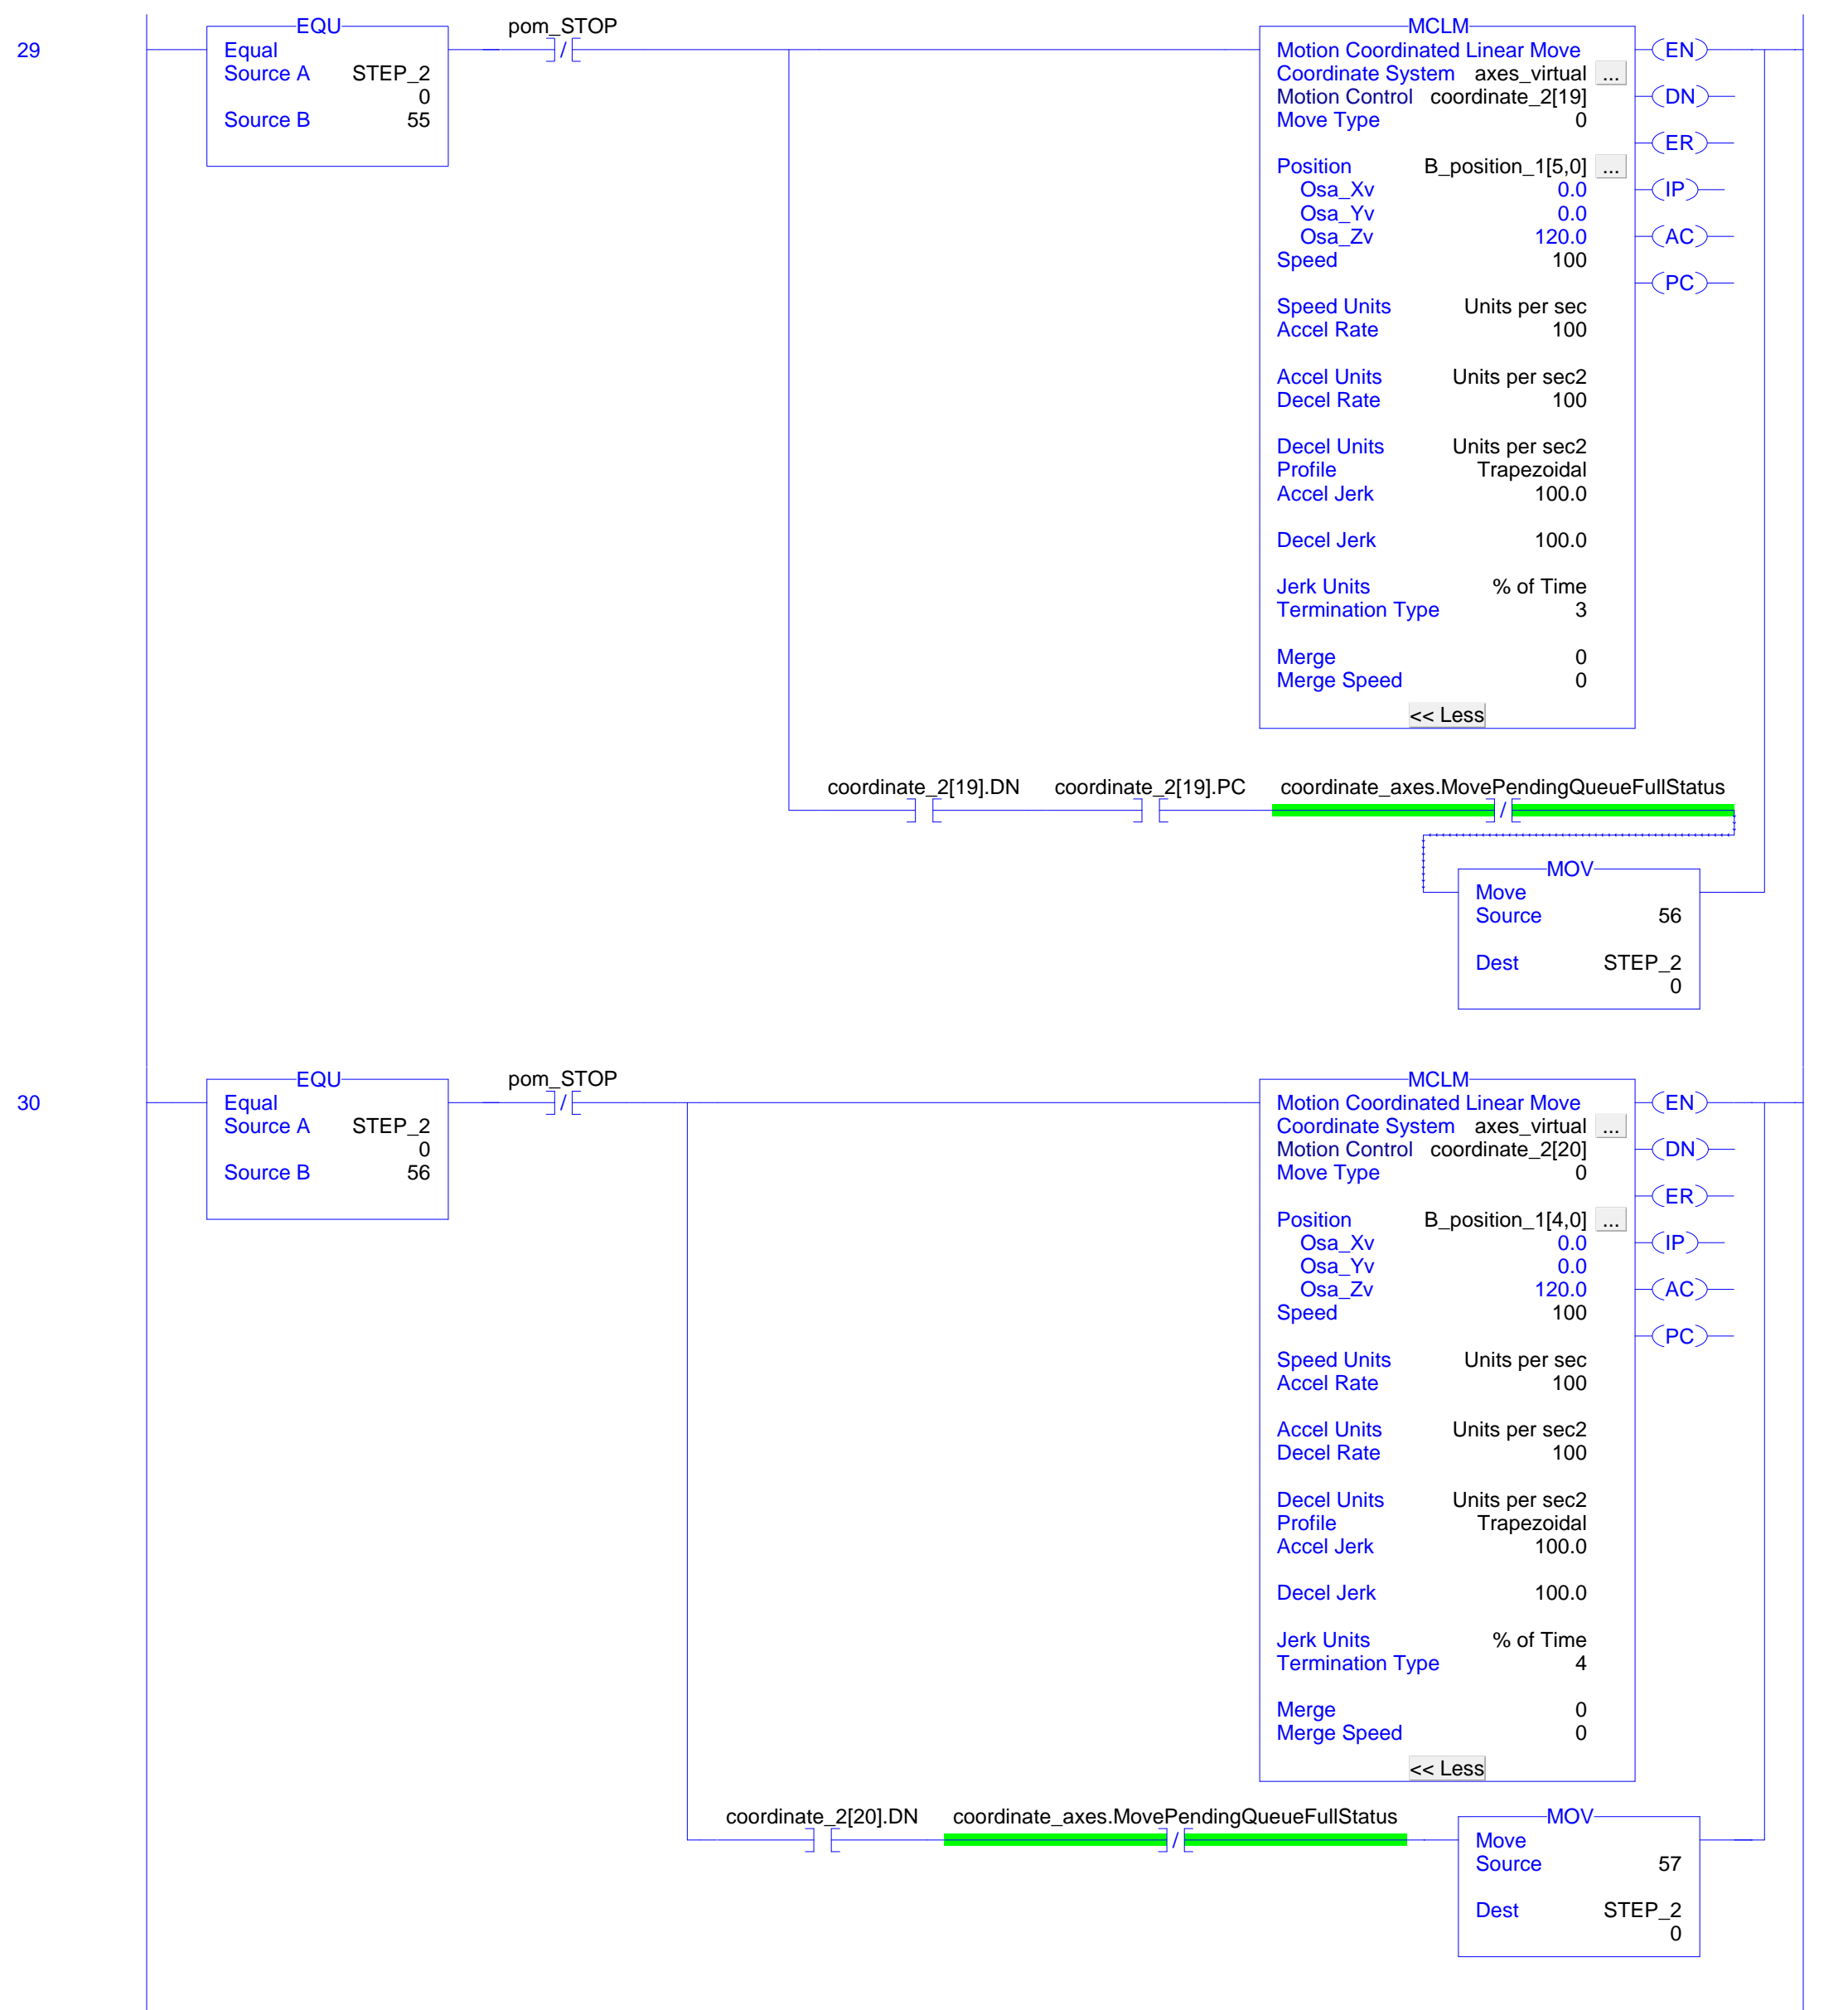 29
EQU
Equal
Source A STEP_2
0
Source B 55
pom_STOP
MCLM
Motion Coordinated Linear Move
Coordinate System axes_virtual ...
Motion Control coordinate_2[19]
Move Type 0
Position B_position_1[5,0] ...
Osa_Xv 0.0
Osa_Yv 0.0
Osa_Zv 120.0
Speed 100
Speed Units Units per sec
Accel Rate 100
Accel Units Units per sec2
Decel Rate 100
Decel Units Units per sec2
Profile Trapezoidal
Accel Jerk 100.0
Decel Jerk 100.0
Jerk Units % of Time
Termination Type 3
Merge 0
Merge Speed 0
<< Less
EN
DN
ER
IP
AC
PC
coordinate_2[19].DN coordinate_2[19].PC coordinate_axes.MovePendingQueueFullStatus
MOV
Move
Source 56
Dest STEP_2
0
30
EQU
Equal
Source A STEP_2
0
Source B 56
pom_STOP
MCLM
Motion Coordinated Linear Move
Coordinate System axes_virtual ...
Motion Control coordinate_2[20]
Move Type 0
Position B_position_1[4,0] ...
Osa_Xv 0.0
Osa_Yv 0.0
Osa_Zv 120.0
Speed 100
Speed Units Units per sec
Accel Rate 100
Accel Units Units per sec2
Decel Rate 100
Decel Units Units per sec2
Profile Trapezoidal
Accel Jerk 100.0
Decel Jerk 100.0
Jerk Units % of Time
Termination Type 4
Merge 0
Merge Speed 0
<< Less
EN
DN
ER
IP
AC
PC
coordinate_2[20].DN coordinate_axes.MovePendingQueueFullStatus
MOV
Move
Source 57
Dest STEP_2
0